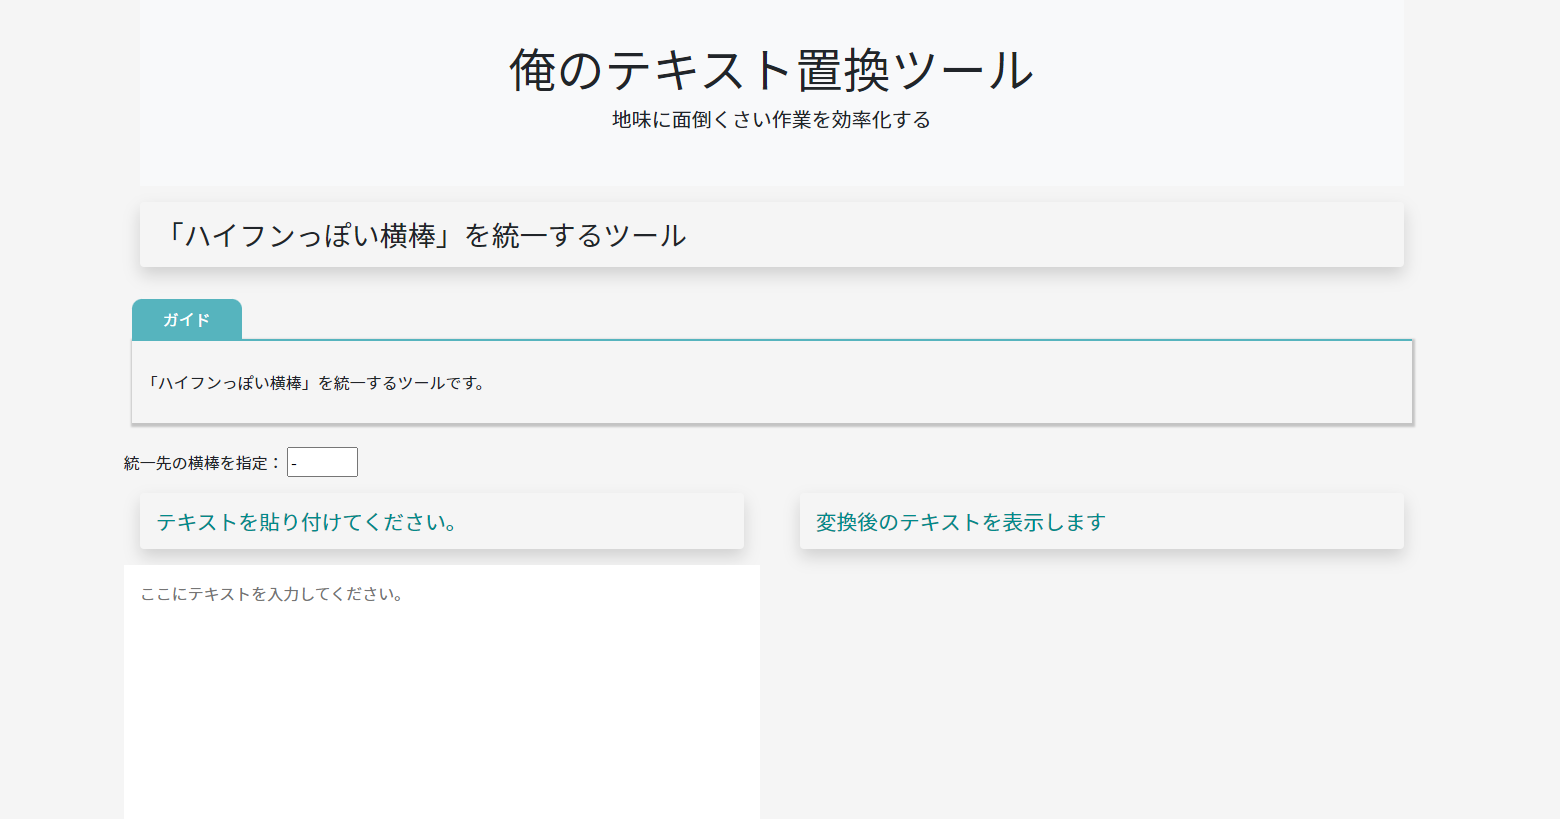 俺のテキスト置換ツール
地味に面倒くさい作業を効率化する
「ハイフンっぽい横棒」を統一するツール
ガイド
「ハイフンっぽい横棒」を統一するツールです。
統一先の横棒を指定： -
テキストを貼り付けてください。
変換後のテキストを表示します
ここにテキストを入力してください。